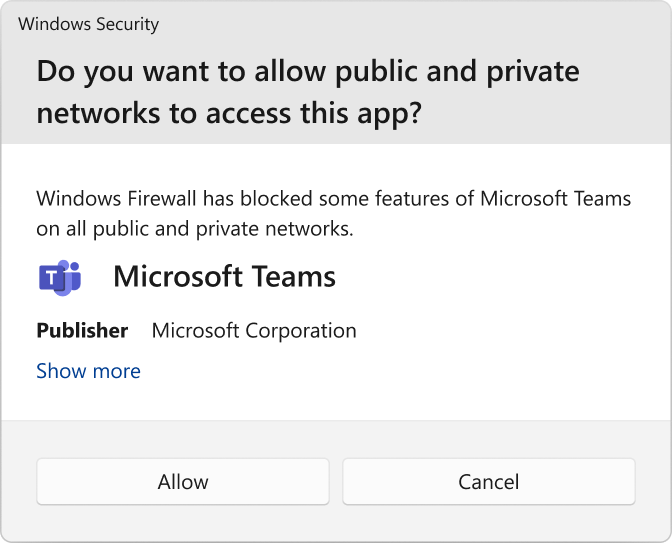 Windows Security
Do you want to allow public and private
networks to access this app?
Windows Firewall has blocked some features of Microsoft Teams
on all public and private networks.
T
Microsoft Teams
Publisher Microsoft Corporation
Show more
Allow Cancel